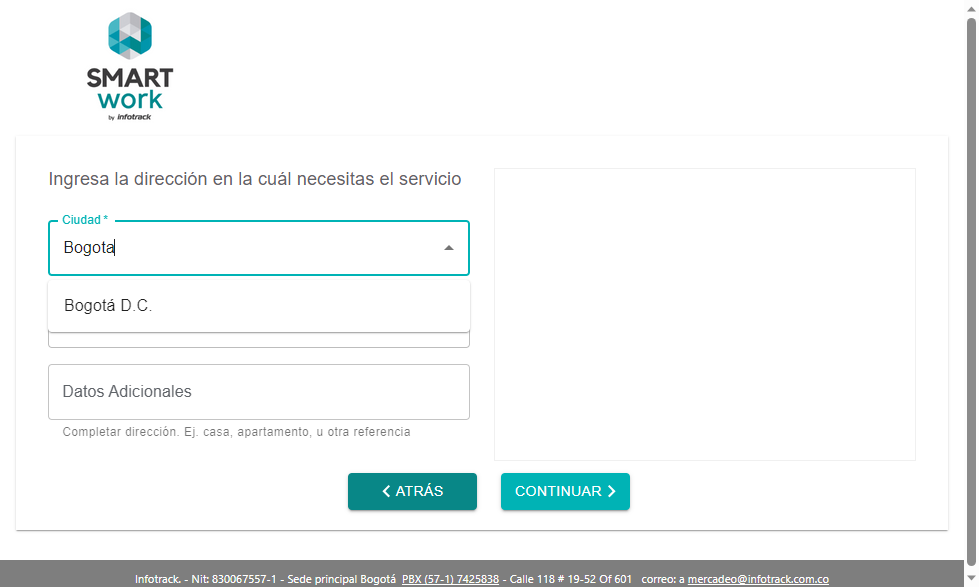 SMART
work
by infotrack
Ingresa la dirección en la cuál necesitas el servicio
Ciudad *
Bogota
Bogotá D.C.
Datos Adicionales
Completar dirección. Ej. casa, apartamento, u otra referencia
ATRÁS
CONTINUAR
Infotrack. - Nit: 830067557-1 - Sede principal Bogotá PBX (57-1) 7425838 - Calle 118 # 19-52 Of 601 correo: a mercadeo@infotrack.com.co